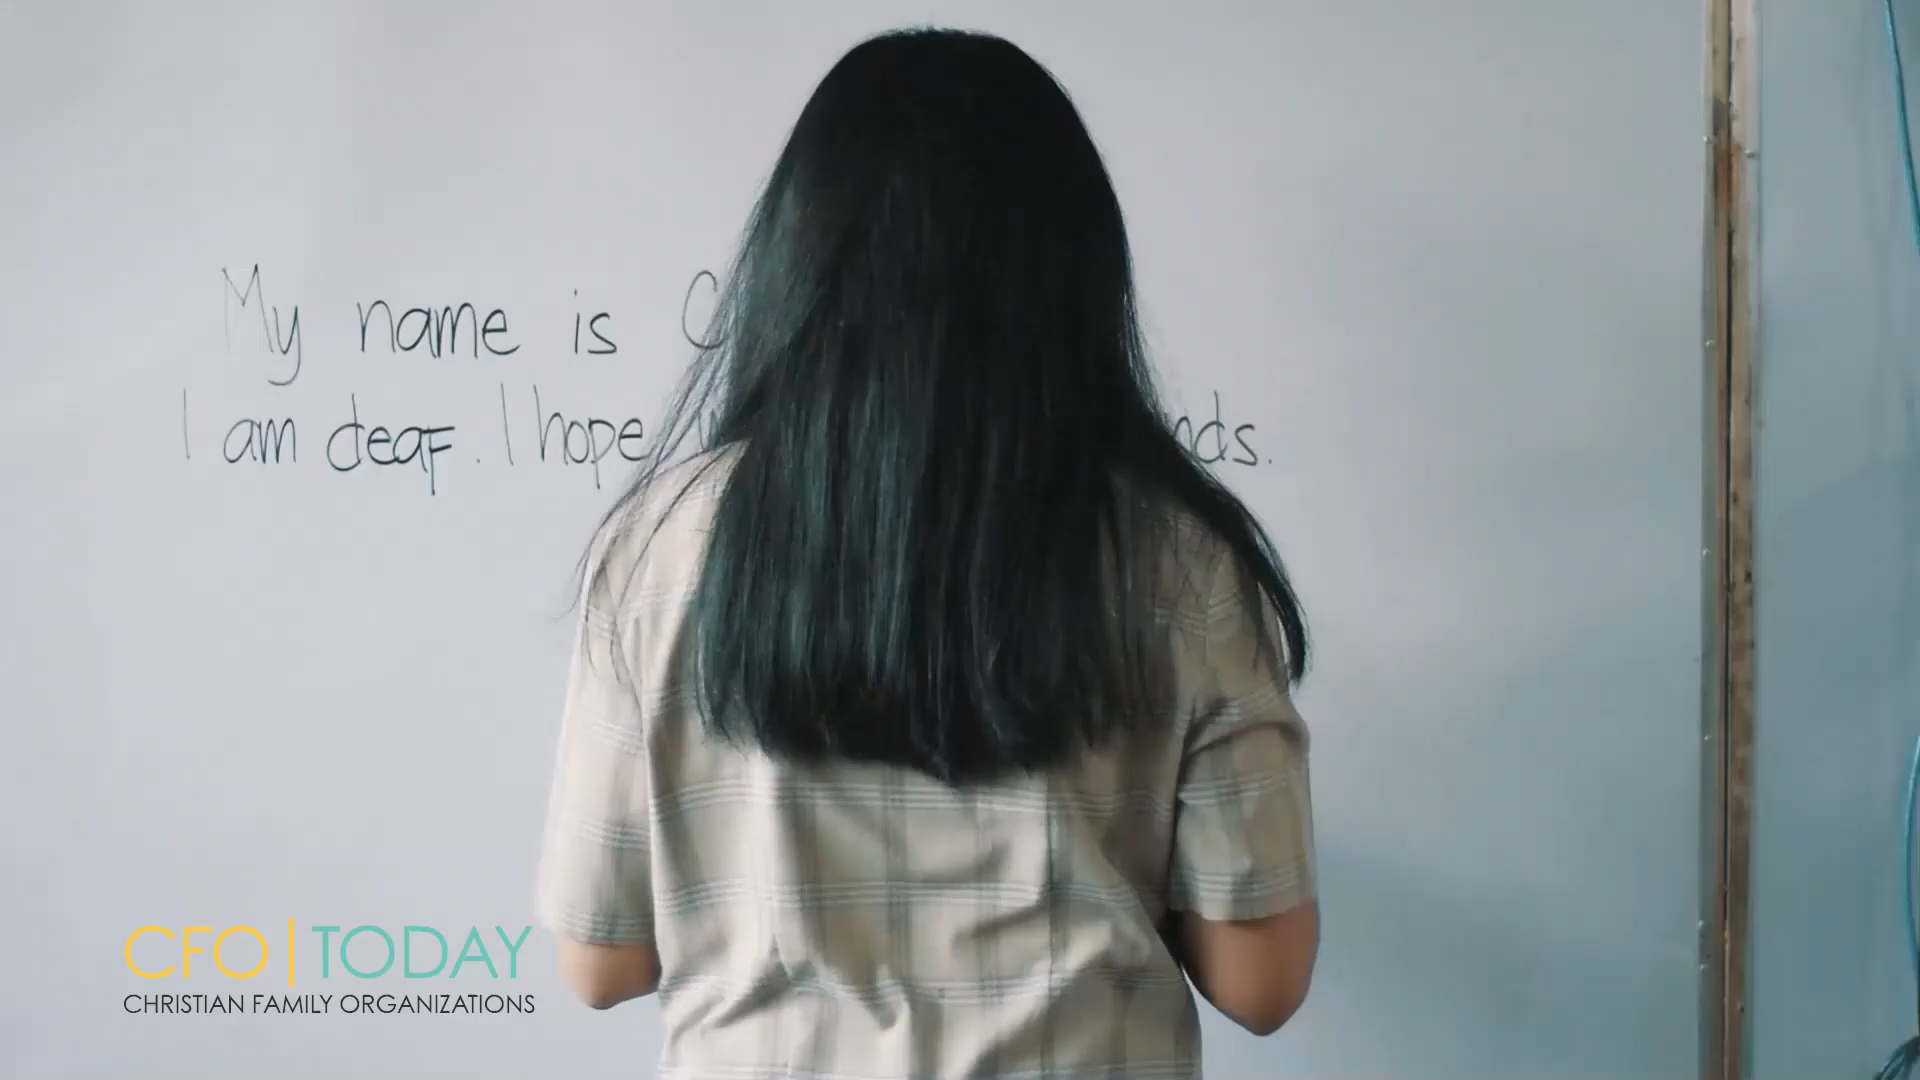 My name is
I am deaf. I hope
CFO|TODAY
CHRISTIAN FAMILY ORGANIZATIONS